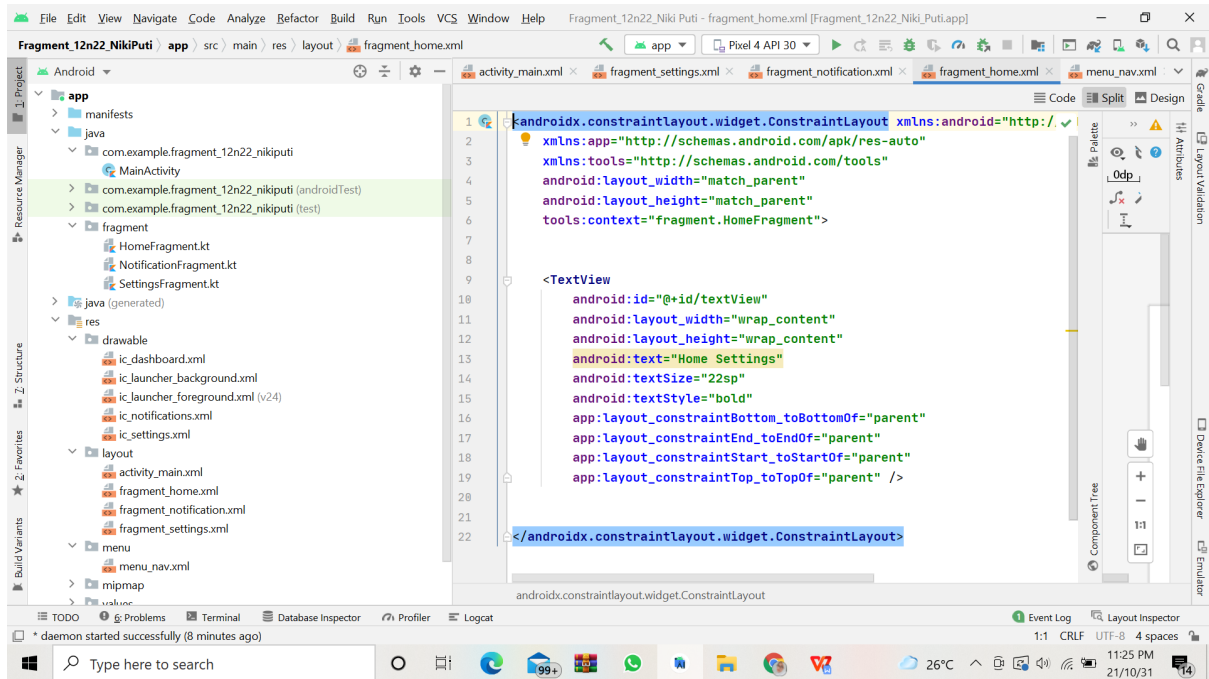 File Edit View Navigate Code Analyze Refactor Build Run Tools VCS Window Help Fragment_12n22_Niki Puti - fragment_home.xml [Fragment_12n22_Niki_Puti.app]
Fragment_12n22_NikiPuti app src main res layout fragment_home.xml app Pixel 4 API 30
Android
activity_main.xml fragment_settings.xml fragment_notification.xml fragment_home.xml menu_nav.xml
Code Split Design
1: Project
Resource Manager
7: Structure
2: Favorites
Build Variants
app
manifests
java
com.example.fragment_12n22_nikiputi
MainActivity
com.example.fragment_12n22_nikiputi (androidTest)
com.example.fragment_12n22_nikiputi (test)
fragment
HomeFragment.kt
NotificationFragment.kt
SettingsFragment.kt
java (generated)
res
drawable
ic_dashboard.xml
ic_launcher_background.xml
ic_launcher_foreground.xml (v24)
ic_notifications.xml
ic_settings.xml
layout
activity_main.xml
fragment_home.xml
fragment_notification.xml
fragment_settings.xml
menu
menu_nav.xml
mipmap
values
1 <androidx.constraintlayout.widget.ConstraintLayout xmlns:android="http:/
2 xmlns:app="http://schemas.android.com/apk/res-auto"
3 xmlns:tools="http://schemas.android.com/tools"
4 android:layout_width="match_parent"
5 android:layout_height="match_parent"
6 tools:context="fragment.HomeFragment">
7
8
9 <TextView
10 android:id="@+id/textView"
11 android:layout_width="wrap_content"
12 android:layout_height="wrap_content"
13 android:text="Home Settings"
14 android:textSize="22sp"
15 android:textStyle="bold"
16 app:layout_constraintBottom_toBottomOf="parent"
17 app:layout_constraintEnd_toEndOf="parent"
18 app:layout_constraintStart_toStartOf="parent"
19 app:layout_constraintTop_toTopOf="parent" />
20
21
22 </androidx.constraintlayout.widget.ConstraintLayout>
androidx.constraintlayout.widget.ConstraintLayout
Palette
0dp
Component Tree
1:1
Attributes
Gradle
Layout Validation
Device File Explorer
Emulator
TODO 6: Problems Terminal Database Inspector Profiler Logcat 1 Event Log Layout Inspector
* daemon started successfully (8 minutes ago) 1:1 CRLF UTF-8 4 spaces
Type here to search 99+ 26°C 11:25 PM
21/10/31 14